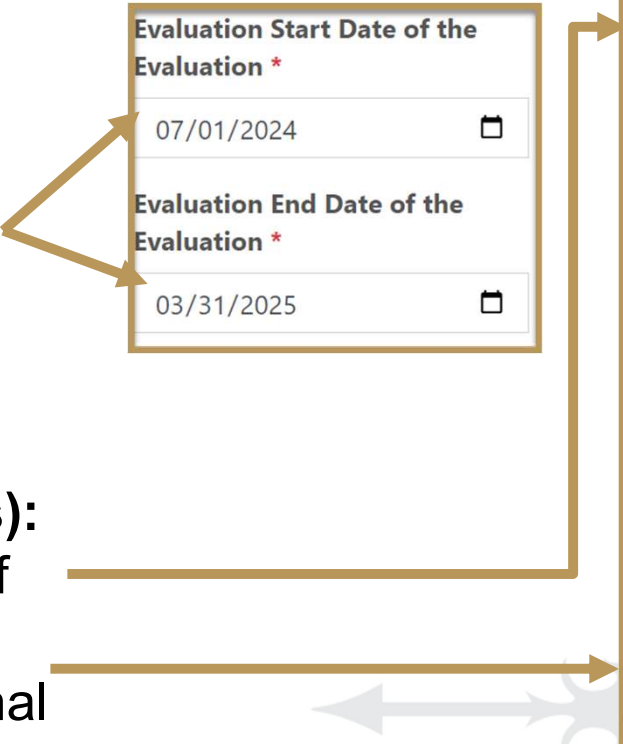 Evaluation Start Date of the
Evaluation *
07/01/2024
Evaluation End Date of the
Evaluation *
03/31/2025
):